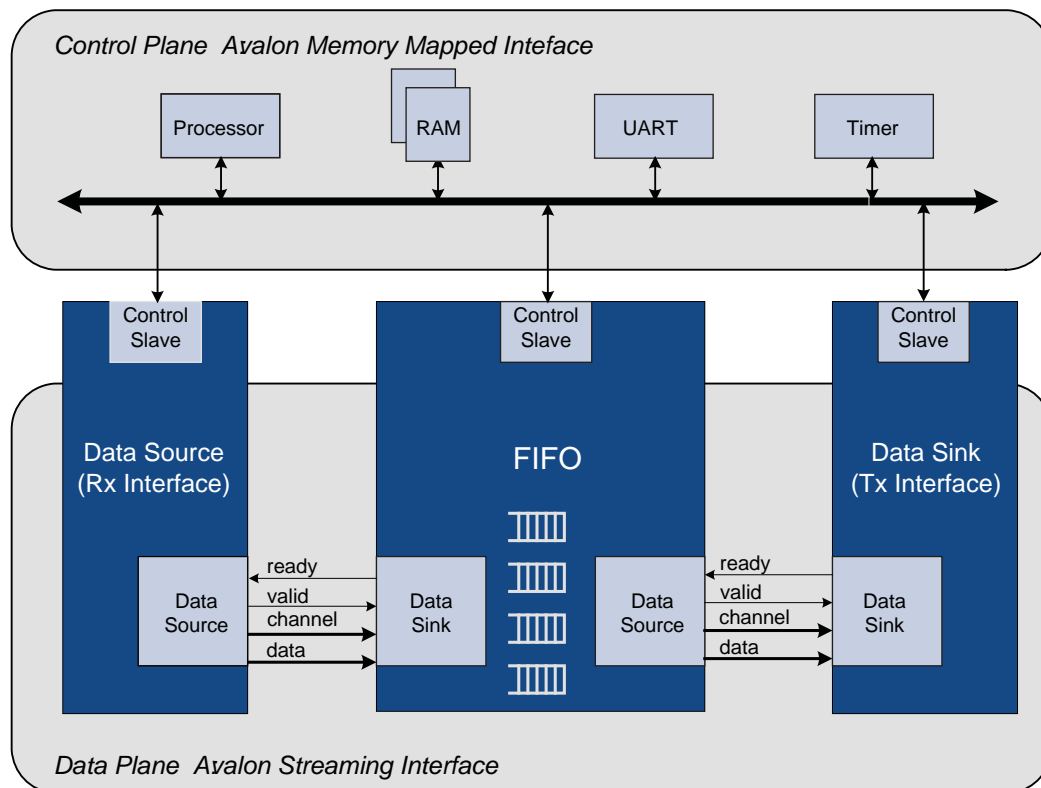 Control Plane Avalon Memory Mapped Inteface
Processor
RAM
UART
Timer
Control
Slave
Control
Slave
Control
Slave
Data Source
(Rx Interface)
FIFO
Data Sink
(Tx Interface)
Data
Source
ready
valid
channel
data
Data
Sink
Data
Source
ready
valid
channel
data
Data
Sink
Data Plane Avalon Streaming Interface